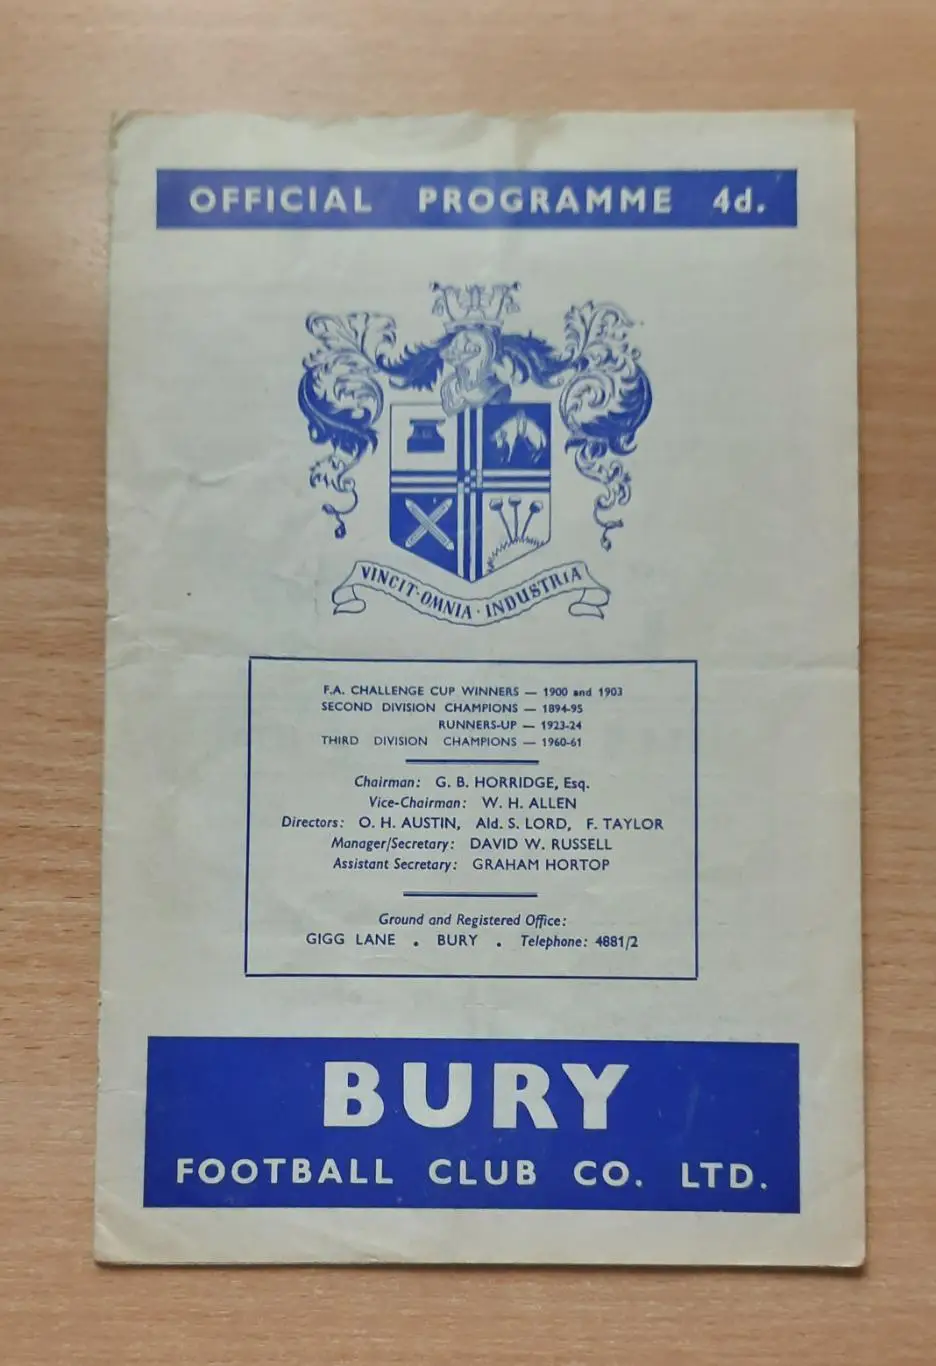 OFFICIAL PROGRAMME 4d.
VINCIT · OMNIA · INDUSTRIA
F.A. CHALLENGE CUP WINNERS — 1900 and 1903
SECOND DIVISION CHAMPIONS — 1894-95
RUNNERS-UP — 1923-24
THIRD DIVISION CHAMPIONS — 1960-61
Chairman: G. B. HORRIDGE, Esq.
Vice-Chairman: W. H. ALLEN
Directors: O. H. AUSTIN, Ald. S. LORD, F. TAYLOR
Manager/Secretary: DAVID W. RUSSELL
Assistant Secretary: GRAHAM HORTOP
Ground and Registered Office:
GIGG LANE . BURY . Telephone: 4881/2
BURY
FOOTBALL CLUB CO. LTD.